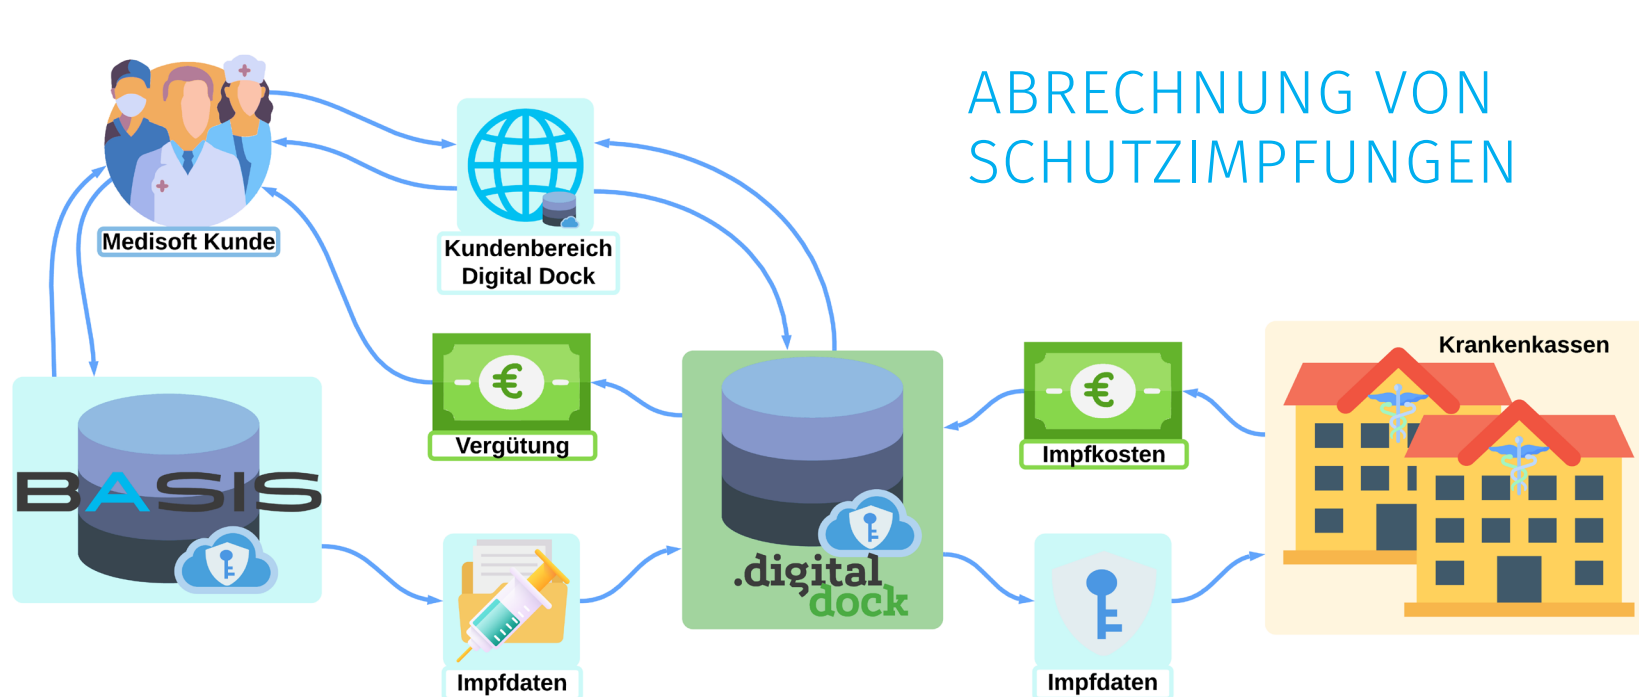 ABRECHNUNG VON
SCHUTZIMPFUNGEN
Medisoft Kunde
Kundenbereich
Digital Dock
Krankenkassen
€
Vergütung
€
Impfkosten
BASIS
.digital
dock
Impfdaten
Impfdaten